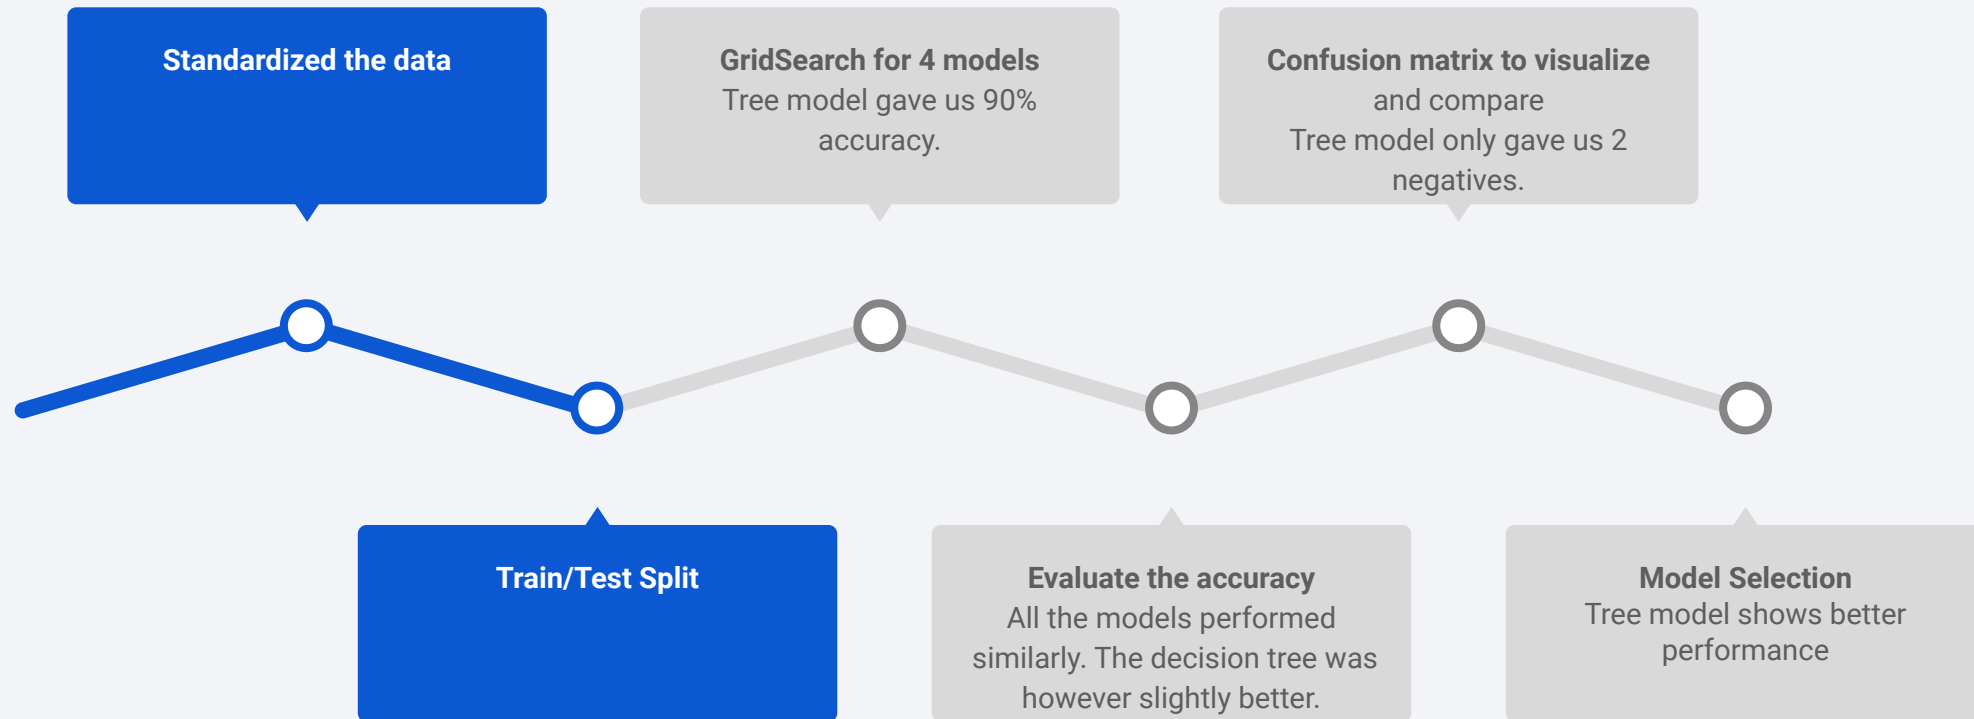 Standardized the data
Train/Test Split
GridSearch for 4 models
Tree model gave us 90%
accuracy.
Evaluate the accuracy
All the models performed
similarly. The decision tree was
however slightly better.
Confusion matrix to visualize
and compare
Tree model only gave us 2
negatives.
Model Selection
Tree model shows better
performance